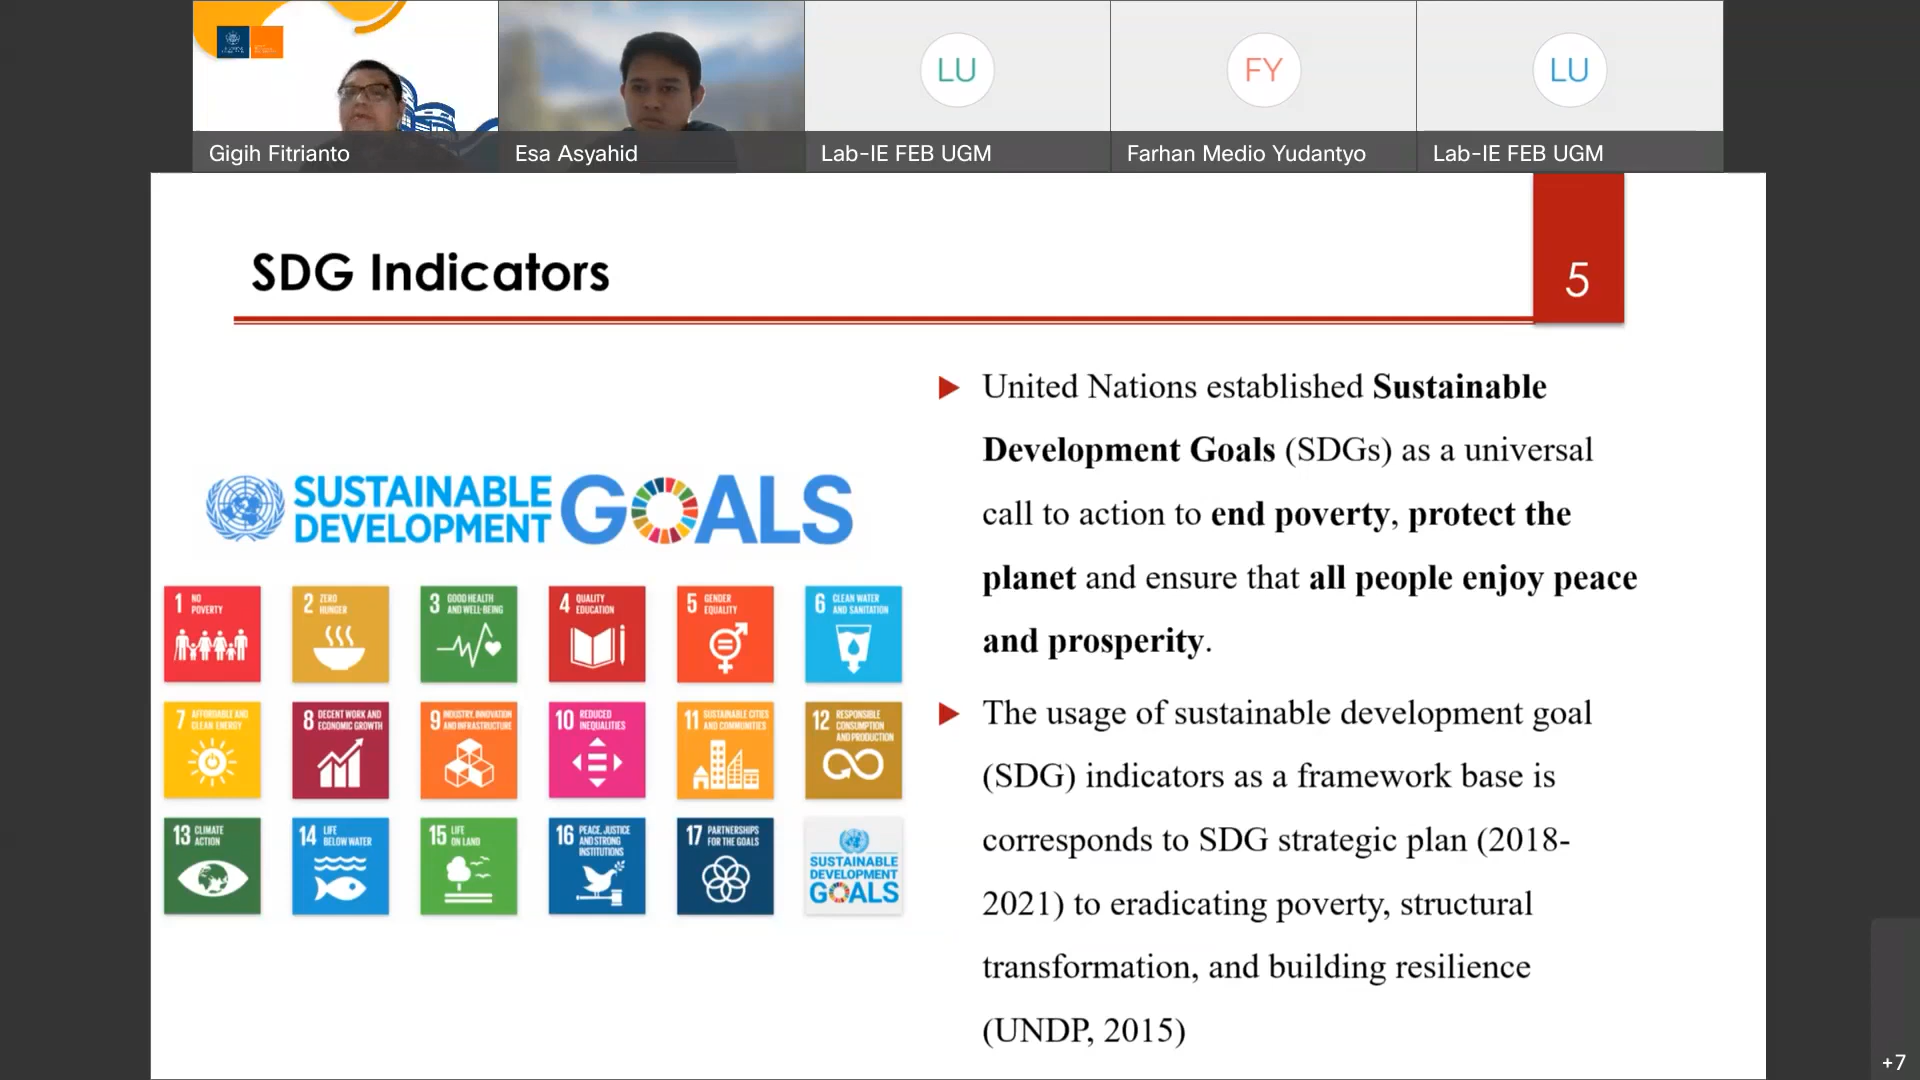 Gigih Fitrianto
Esa Asyahid
LU
Lab-IE FEB UGM
FY
Farhan Medio Yudantyo
LU
Lab-IE FEB UGM
SDG Indicators
5
SUSTAINABLE
DEVELOPMENT
GOALS
1 NO
POVERTY
2 ZERO
HUNGER
3 GOOD HEALTH
AND WELL-BEING
4 QUALITY
EDUCATION
5 GENDER
EQUALITY
6 CLEAN WATER
AND SANITATION
7 AFFORDABLE AND
CLEAN ENERGY
8 DECENT WORK AND
ECONOMIC GROWTH
9 INDUSTRY, INNOVATION
AND INFRASTRUCTURE
10 REDUCED
INEQUALITIES
11 SUSTAINABLE CITIES
AND COMMUNITIES
12 RESPONSIBLE
CONSUMPTION
AND PRODUCTION
13 CLIMATE
ACTION
14 LIFE
BELOW WATER
15 LIFE
ON LAND
16 PEACE, JUSTICE
AND STRONG
INSTITUTIONS
17 PARTNERSHIPS
FOR THE GOALS
SUSTAINABLE
DEVELOPMENT
GOALS
United Nations established Sustainable
Development Goals (SDGs) as a universal
call to action to end poverty, protect the
planet and ensure that all people enjoy peace
and prosperity.
The usage of sustainable development goal
(SDG) indicators as a framework base is
corresponds to SDG strategic plan (2018-
2021) to eradicating poverty, structural
transformation, and building resilience
(UNDP, 2015)
+7